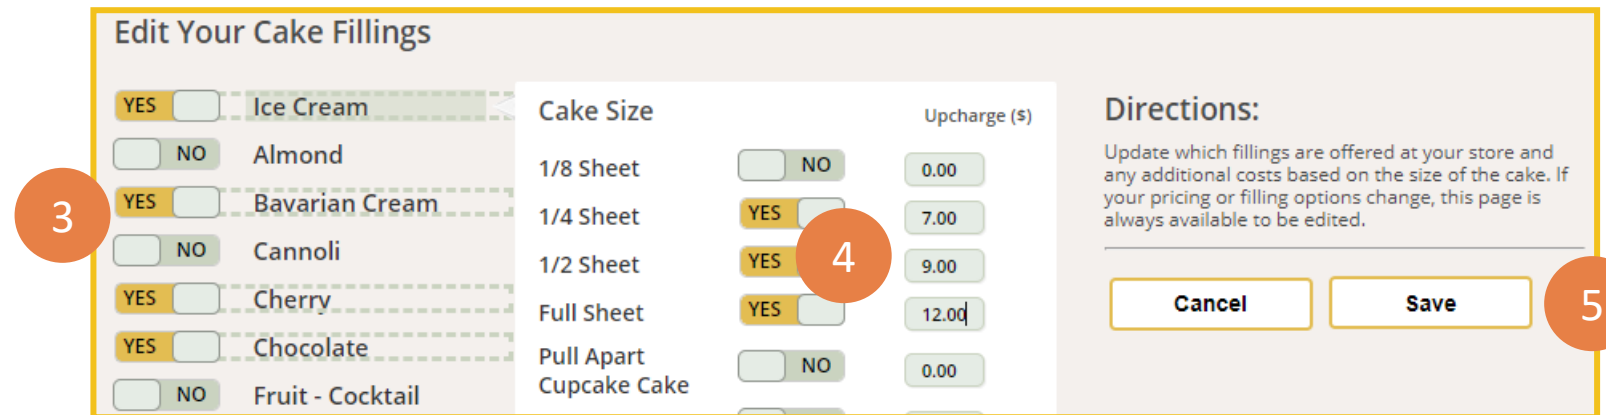 Edit Your Cake Fillings
YES Ice Cream
NO Almond
YES Bavarian Cream
NO Cannoli
YES Cherry
YES Chocolate
NO Fruit - Cocktail
3
Cake Size Upcharge ($)
1/8 Sheet NO 0.00
1/4 Sheet YES 7.00
1/2 Sheet YES 9.00
Full Sheet YES 12.00
Pull Apart
Cupcake Cake NO 0.00
4
Directions:
Update which fillings are offered at your store and
any additional costs based on the size of the cake. If
your pricing or filling options change, this page is
always available to be edited.
Cancel Save
5